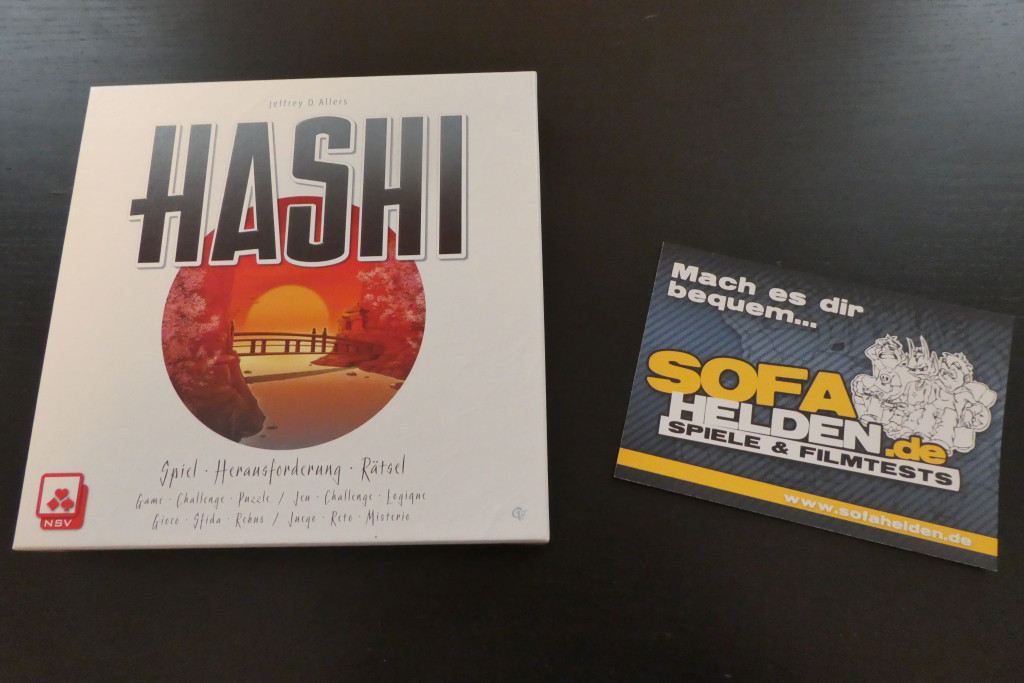 Jeffrey D. Allers
HASHI
Spiel · Herausforderung · Rätsel
Game · Challenge · Puzzle / Jeu · Challenge · Logique
Gioco · Sfida · Rebus / Juego · Reto · Misterio
NSV
Mach es dir
bequem...
SOFA
HELDEN.de
SPIELE & FILMTESTS
www.sofahelden.de